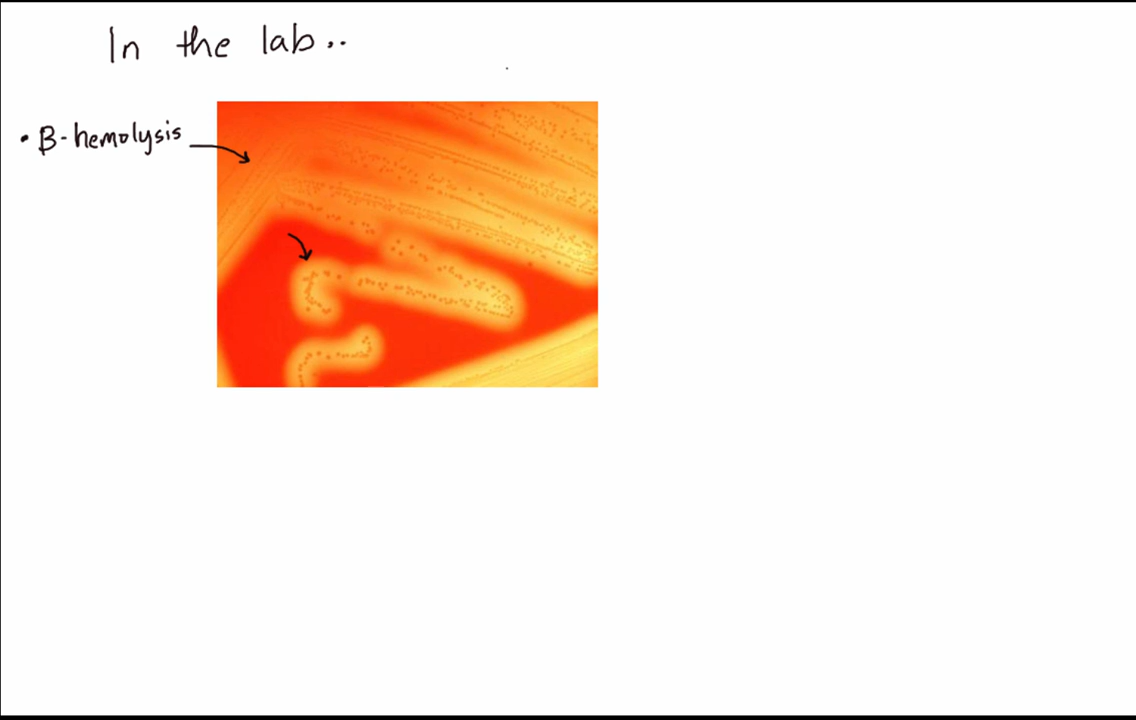 In the lab..
• β-hemolysis